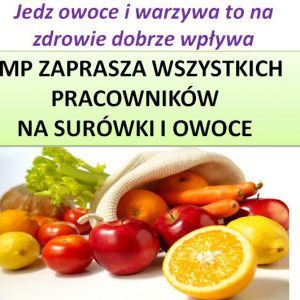 Jedz owoce i warzywa to na
zdrowie dobrze wpływa
MP ZAPRASZA WSZYSTKICH
PRACOWNIKÓW
NA SURÓWKI I OWOCE